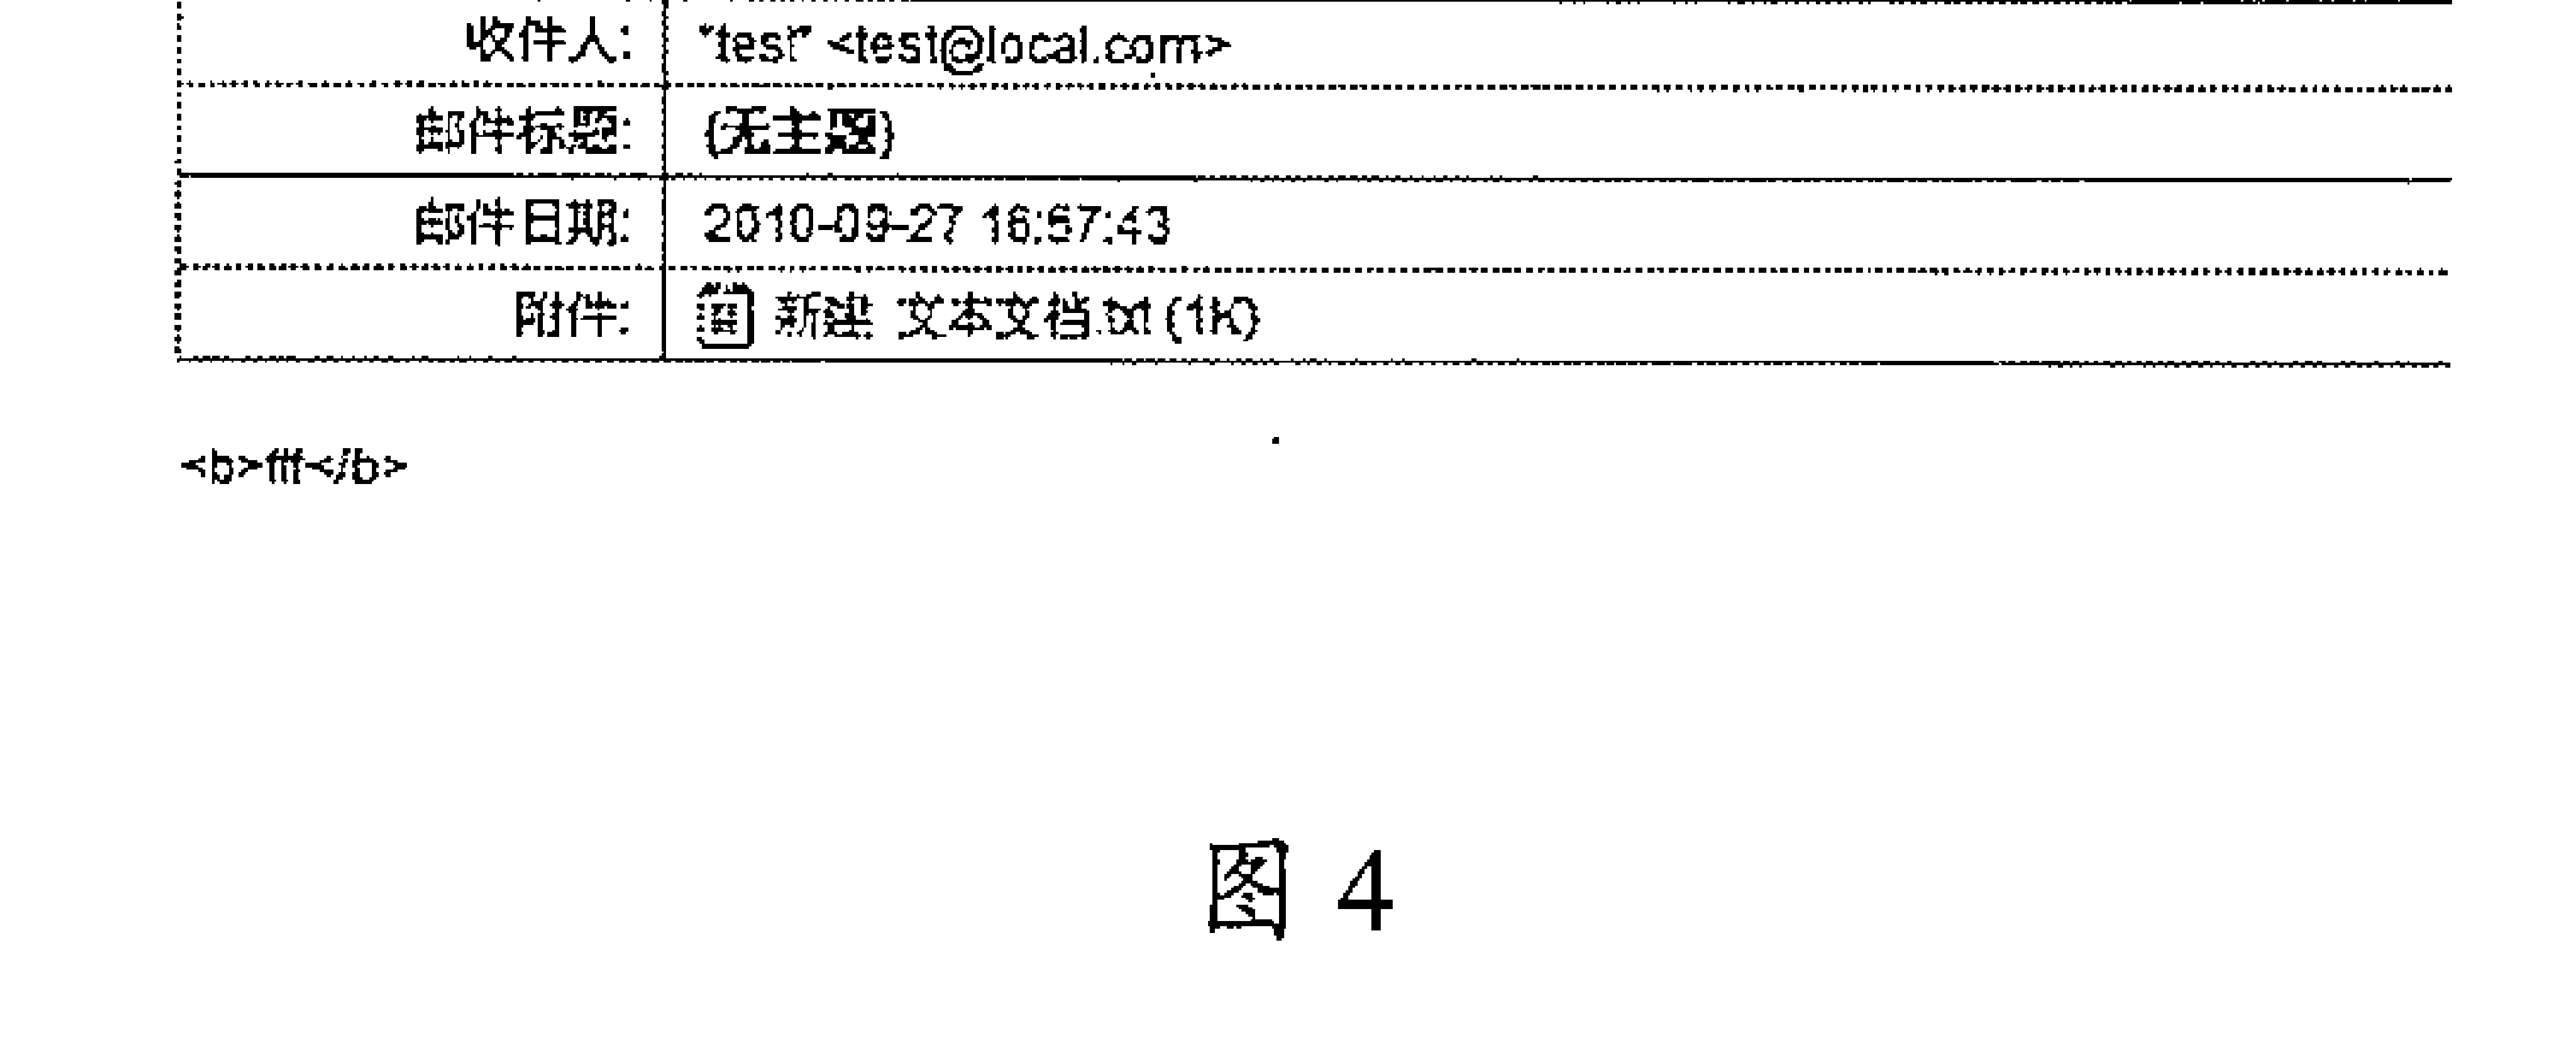 收件人: "test" <test@local.com>
邮件标题: (无主题)
邮件日期: 2010-09-27 16:57:43
附件: 新建 文本文档.txt (1K)
<b>fff</b>
图 4